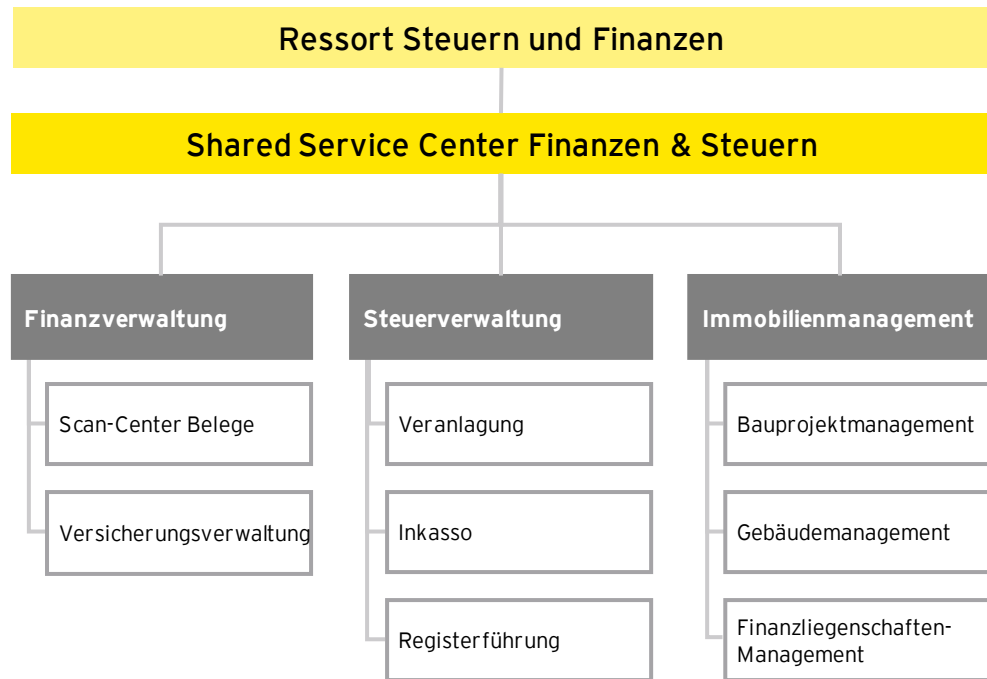 Ressort Steuern und Finanzen
Shared Service Center Finanzen & Steuern
Finanzverwaltung
Scan-Center Belege
Versicherungsverwaltung
Steuerverwaltung
Veranlagung
Inkasso
Registerführung
Immobilienmanagement
Bauprojektmanagement
Gebäudemanagement
Finanzliegenschaften-
Management